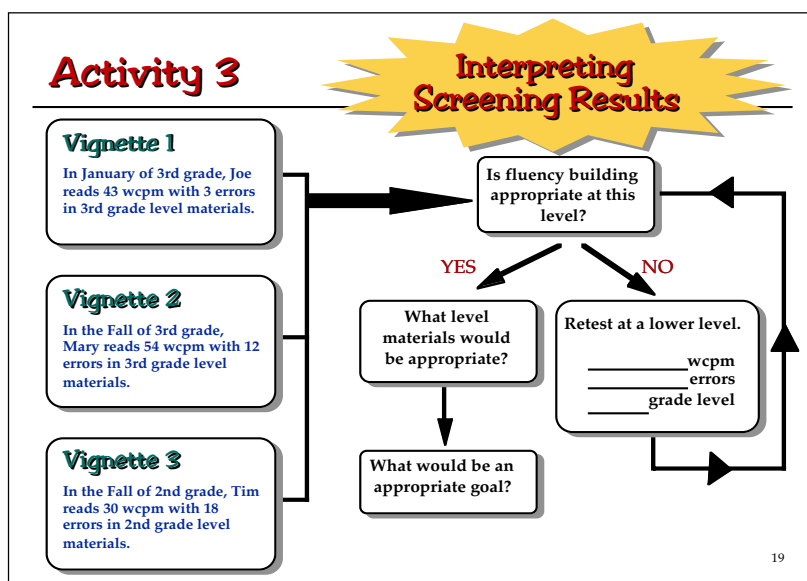 Activity 3
Interpreting
Screening Results
Vignette 1
In January of 3rd grade, Joe
reads 43 wcpm with 3 errors
in 3rd grade level materials.
Vignette 2
In the Fall of 3rd grade,
Mary reads 54 wcpm with 12
errors in 3rd grade level
materials.
Vignette 3
In the Fall of 2nd grade, Tim
reads 30 wcpm with 18
errors in 2nd grade level
materials.
Is fluency building
appropriate at this
level?
YES
NO
What level
materials would
be appropriate?
Retest at a lower level.
__________wcpm
__________errors
______grade level
What would be an
appropriate goal?
19